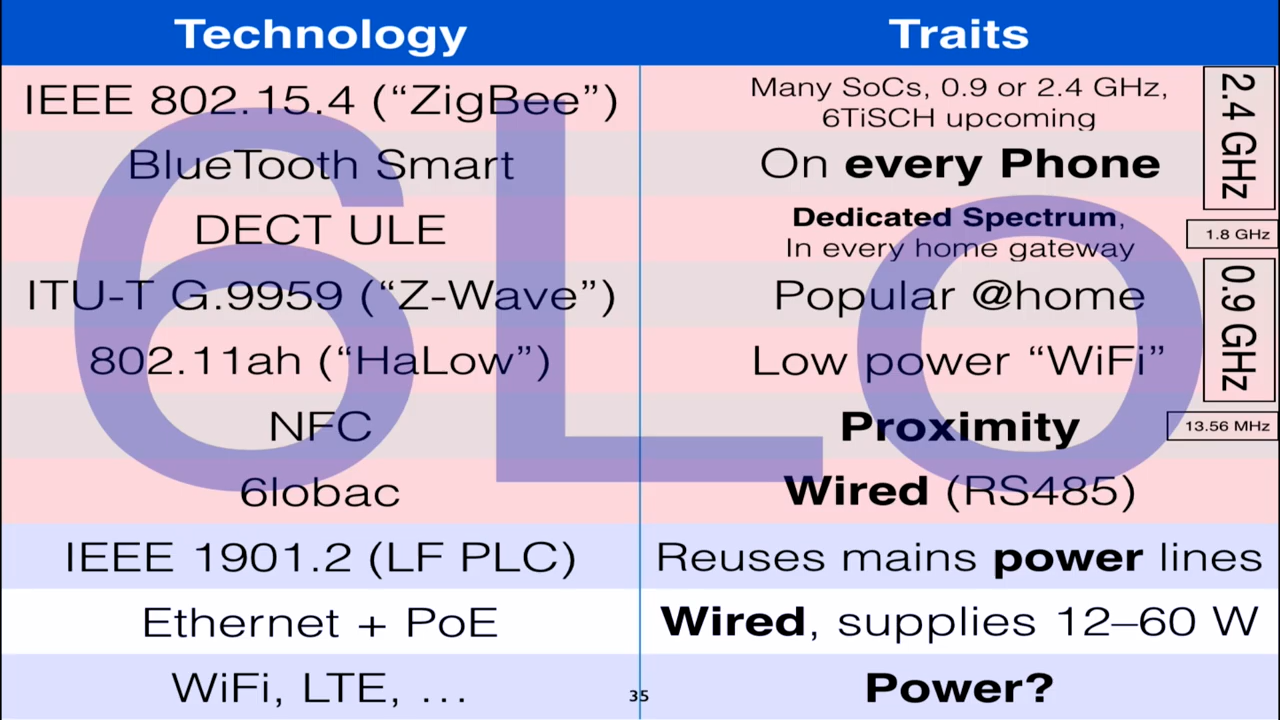 Technology Traits
IEEE 802.15.4 (“ZigBee”) Many SoCs, 0.9 or 2.4 GHz,
6TiSCH upcoming
BlueTooth Smart On every Phone
2.4 GHz
DECT ULE Dedicated Spectrum,
In every home gateway
1.8 GHz
ITU-T G.9959 (“Z-Wave”) Popular @home
802.11ah (“HaLow”) Low power “WiFi”
0.9 GHz
NFC Proximity
13.56 MHz
6lobac Wired (RS485)
IEEE 1901.2 (LF PLC) Reuses mains power lines
Ethernet + PoE Wired, supplies 12–60 W
WiFi, LTE, … Power?
35
6Lo